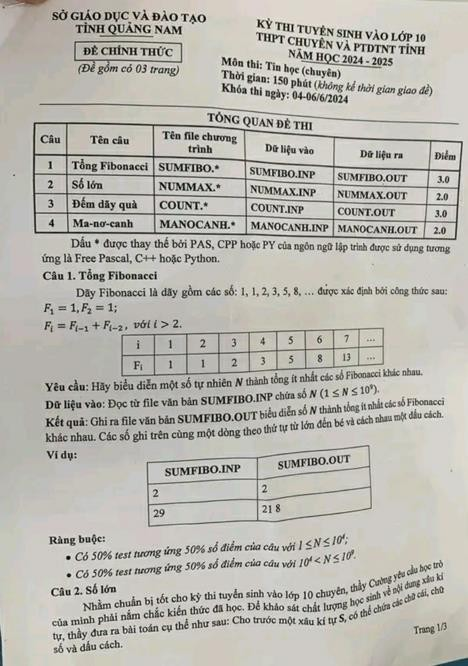 SỞ GIÁO DỤC VÀ ĐÀO TẠO
TỈNH QUẢNG NAM
ĐỀ CHÍNH THỨC
(Đề gồm có 03 trang)
KỲ THI TUYỂN SINH VÀO LỚP 10
THPT CHUYÊN VÀ PTDTNT TỈNH
NĂM HỌC 2024 - 2025
Môn thi: Tin học (chuyên)
Thời gian: 150 phút (không kể thời gian giao đề)
Khóa thi ngày: 04-06/6/2024
TỔNG QUAN ĐỀ THI
Câu Tên câu Tên file chương trình Dữ liệu vào Dữ liệu ra Điểm
1 Tổng Fibonacci SUMFIBO.* SUMFIBO.INP SUMFIBO.OUT 3.0
2 Số lớn NUMMAX.* NUMMAX.INP NUMMAX.OUT 2.0
3 Đếm dãy quà COUNT.* COUNT.INP COUNT.OUT 3.0
4 Ma-nơ-canh MANOCANH.* MANOCANH.INP MANOCANH.OUT 2.0
Dấu * được thay thế bởi PAS, CPP hoặc PY của ngôn ngữ lập trình được sử dụng tương
ứng là Free Pascal, C++ hoặc Python.
Câu 1. Tổng Fibonacci
Dãy Fibonacci là dãy gồm các số: 1, 1, 2, 3, 5, 8, ... được xác định bởi công thức sau:
F₁ = 1, F₂ = 1;
Fᵢ = Fᵢ₋₁ + Fᵢ₋₂, với i > 2.
i 1 2 3 4 5 6 7 ...
Fᵢ 1 1 2 3 5 8 13 ...
Yêu cầu: Hãy biểu diễn một số tự nhiên N thành tổng ít nhất các số Fibonacci khác nhau.
Dữ liệu vào: Đọc từ file văn bản SUMFIBO.INP chứa số N (1 ≤ N ≤ 10⁹).
Kết quả: Ghi ra file văn bản SUMFIBO.OUT biểu diễn số N thành tổng ít nhất các số Fibonacci
khác nhau. Các số ghi trên cùng một dòng theo thứ tự từ lớn đến bé và cách nhau một dấu cách.
Ví dụ:
SUMFIBO.INP SUMFIBO.OUT
2 2
29 21 8
Ràng buộc:
• Có 50% test tương ứng 50% số điểm của câu với 1 ≤ N ≤ 10⁴;
• Có 50% test tương ứng 50% số điểm của câu với 10⁴ < N ≤ 10⁹.
Câu 2. Số lớn
Nhằm chuẩn bị tốt cho kỳ thi tuyển sinh vào lớp 10 chuyên, thầy Cường yêu cầu học trò
của mình phải nắm chắc kiến thức đã học. Để khảo sát chất lượng học sinh về nội dung xâu kí
tự, thầy đưa ra bài toán cụ thể như sau: Cho trước một xâu kí tự S, có thể chứa các chữ cái, chữ
số và dấu cách.
Trang 1/3